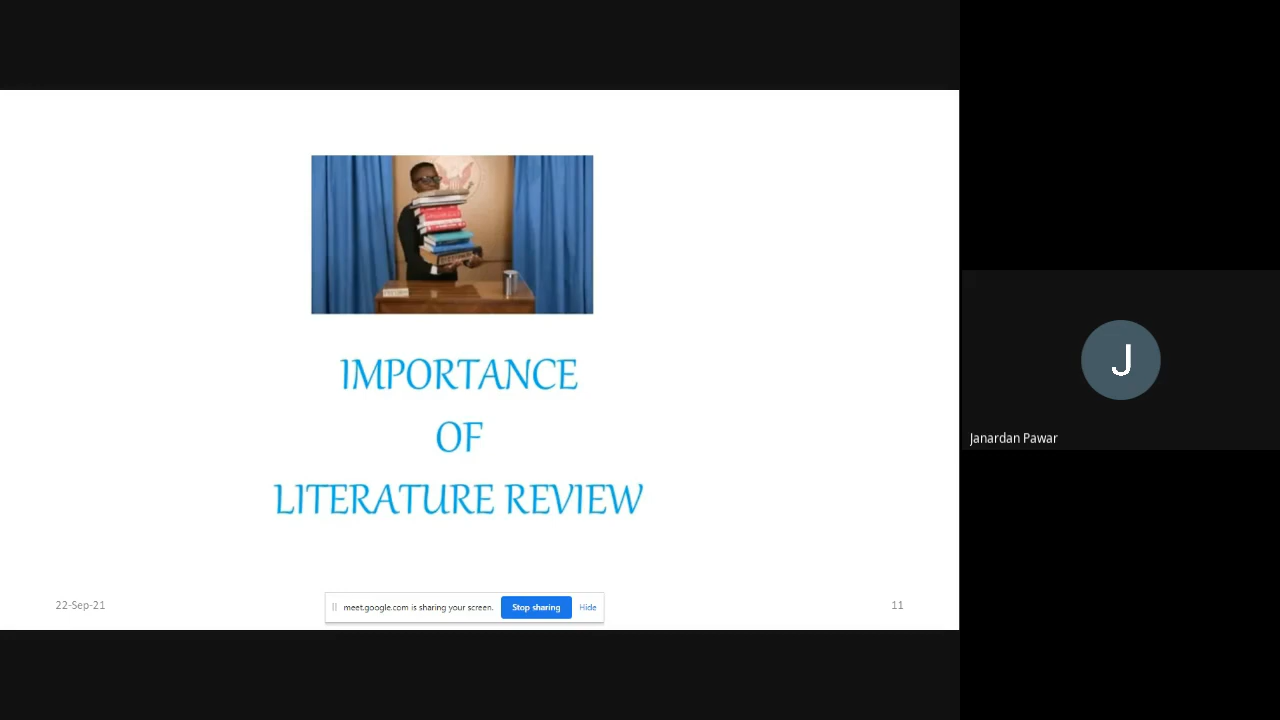 IMPORTANCE
OF
LITERATURE REVIEW
22-Sep-21
meet.google.com is sharing your screen.
Stop sharing
Hide
11
J
Janardan Pawar